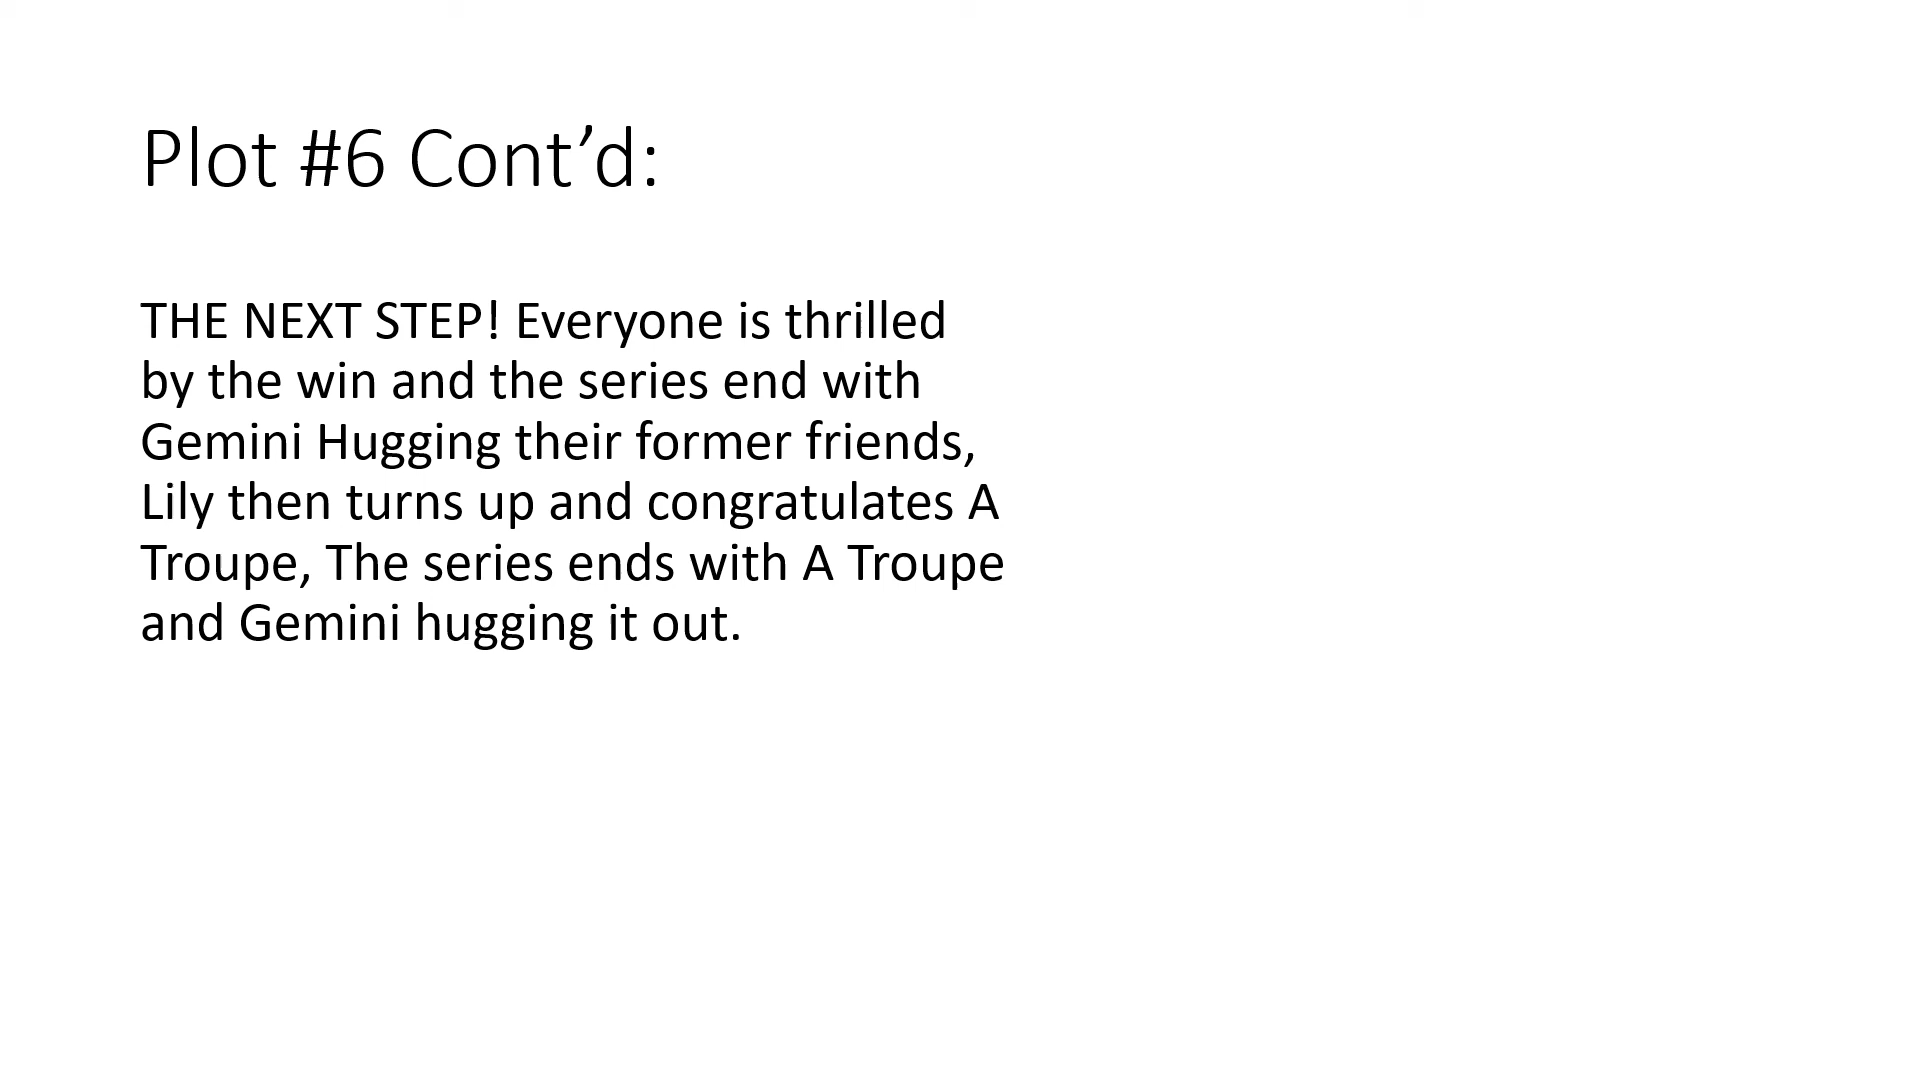 Plot #6 Cont’d:
THE NEXT STEP! Everyone is thrilled
by the win and the series end with
Gemini Hugging their former friends,
Lily then turns up and congratulates A
Troupe, The series ends with A Troupe
and Gemini hugging it out.